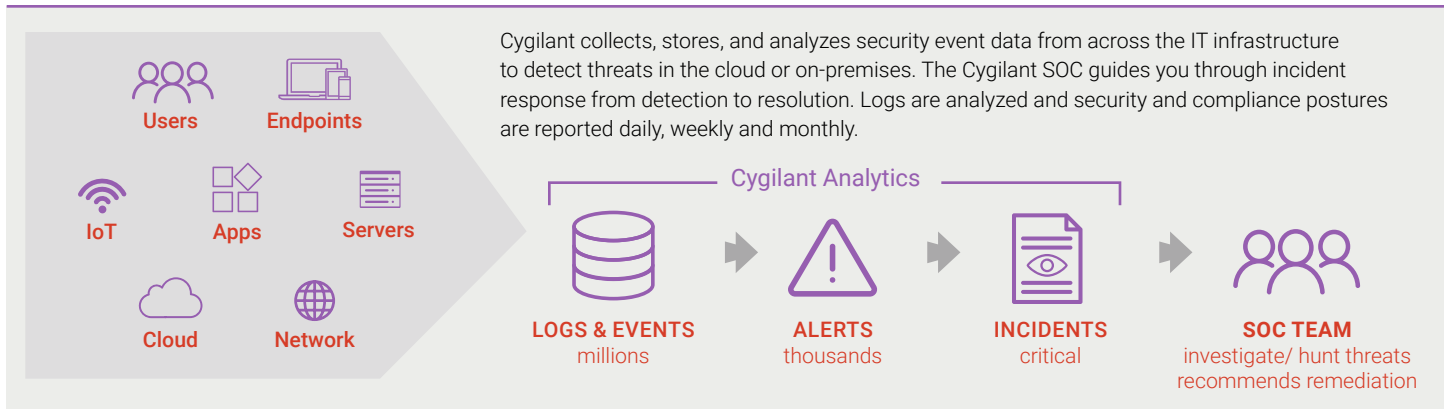 Cygilant collects, stores, and analyzes security event data from across the IT infrastructure
to detect threats in the cloud or on-premises. The Cygilant SOC guides you through incident
response from detection to resolution. Logs are analyzed and security and compliance postures
are reported daily, weekly and monthly.
Users
Endpoints
IoT
Apps
Servers
Cloud
Network
Cygilant Analytics
LOGS & EVENTS
millions
ALERTS
thousands
INCIDENTS
critical
SOC TEAM
investigate/ hunt threats
recommends remediation